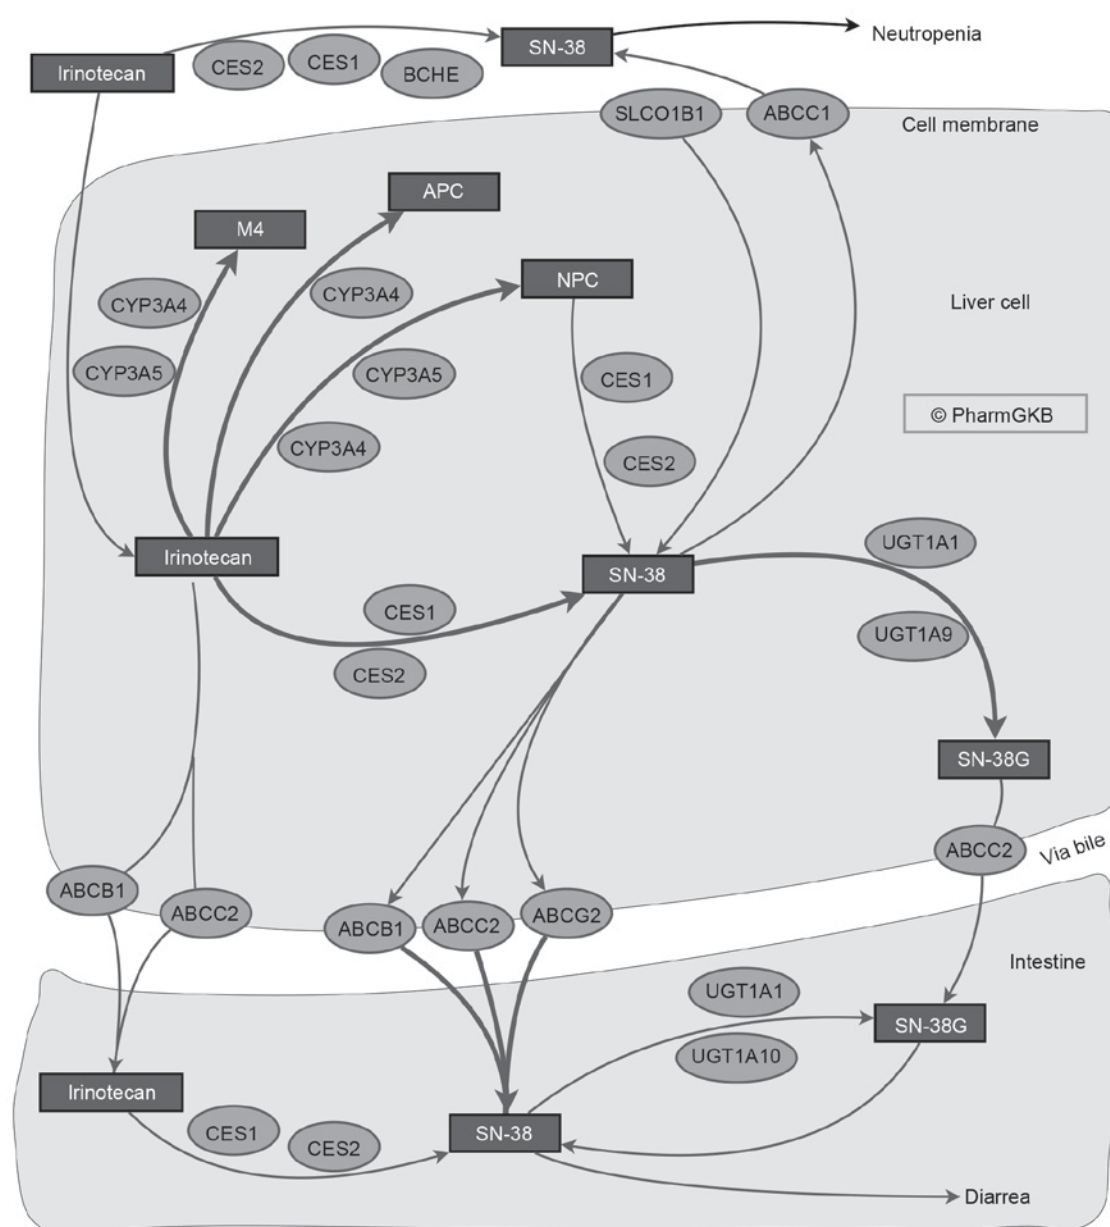 SN-38
Neutropenia
Irinotecan
CES2
CES1
BCHE
SLCO1B1
ABCC1
Cell membrane
APC
M4
NPC
CYP3A4
CYP3A4
Liver cell
CYP3A5
CYP3A5
CES1
© PharmGKB
CYP3A4
CES2
Irinotecan
SN-38
UGT1A1
CES1
UGT1A9
CES2
SN-38G
ABCC2
Via bile
ABCB1
ABCC2
ABCB1
ABCC2
ABCG2
Intestine
UGT1A1
SN-38G
UGT1A10
Irinotecan
CES1
CES2
SN-38
Diarrea